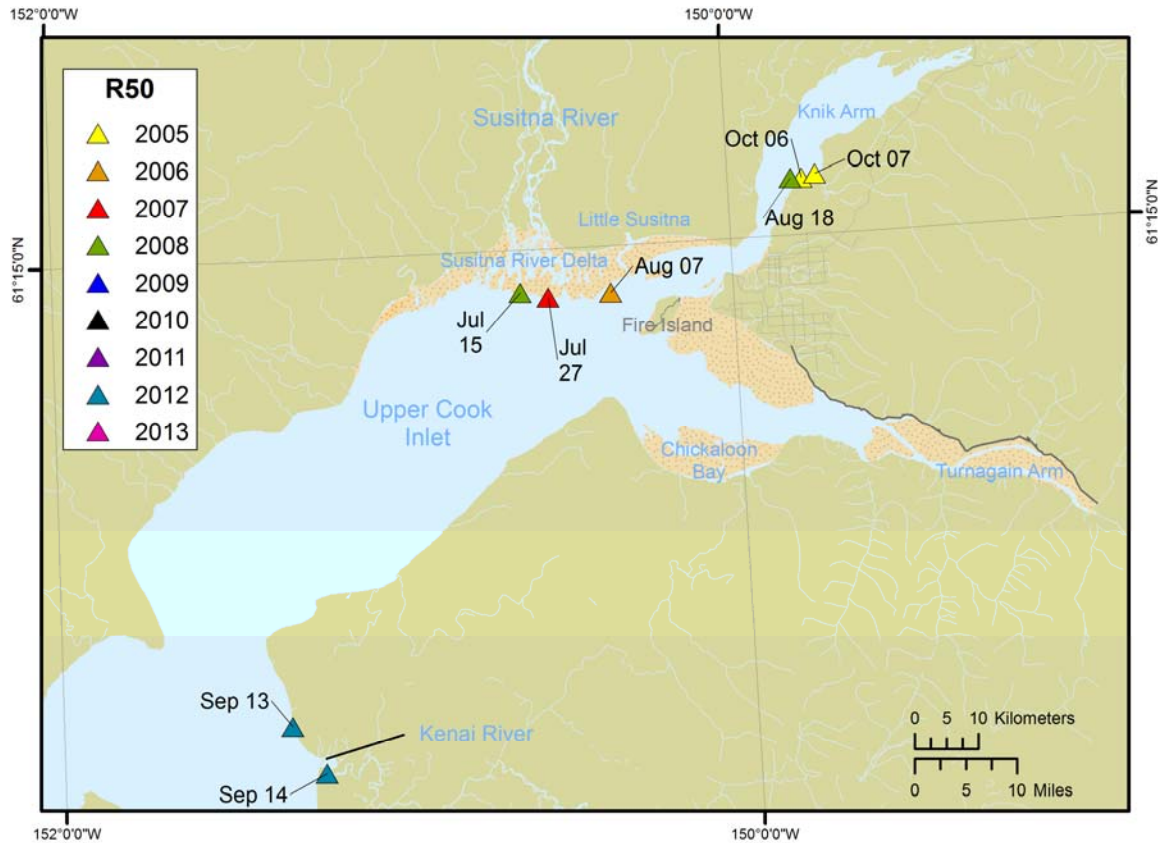 152°0'0"W
150°0'0"W
R50
2005
2006
2007
2008
2009
2010
2011
2012
2013
Susitna River
Knik Arm
Oct 06
Oct 07
Aug 18
Little Susitna
Susitna River Delta
Aug 07
61°15'0"N
61°15'0"N
Jul
15
Jul
27
Fire Island
Upper Cook
Inlet
Chickaloon
Bay
Turnagain Arm
Sep 13
Kenai River
Sep 14
0 5 10 Kilometers
0 5 10 Miles
152°0'0"W
150°0'0"W